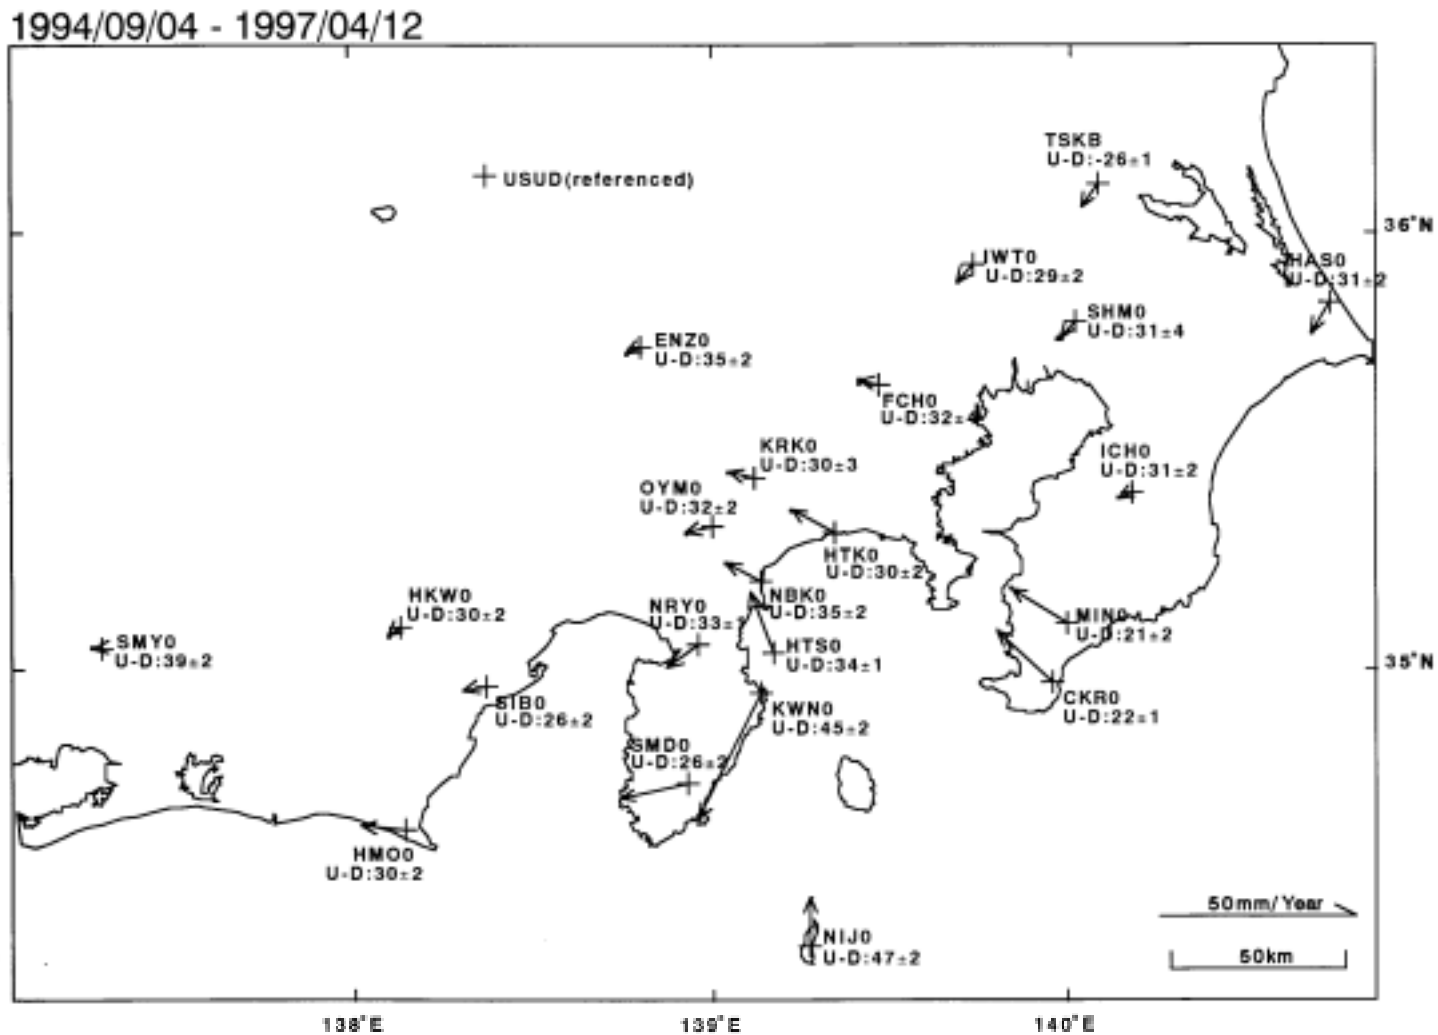 1994/09/04 - 1997/04/12
TSKB
U-D:-26±1
USUD(referenced)
36°N
IWT0
U-D:29±2
HAS0
U-D:31±2
SHM0
U-D:31±4
ENZ0
U-D:35±2
FCH0
U-D:32±4
KRK0
U-D:30±3
ICH0
U-D:31±2
OYM0
U-D:32±2
HTK0
U-D:30±2
HKW0
U-D:30±2
NRY0
U-D:33±1
NBK0
U-D:35±2
MIN0
U-D:21±2
SMY0
U-D:39±2
HTS0
U-D:34±1
35°N
SIB0
U-D:26±2
KWN0
U-D:45±2
CKR0
U-D:22±1
SMD0
U-D:26±2
HMO0
U-D:30±2
50mm/Year
NIJ0
U-D:47±2
50km
138°E
139°E
140°E